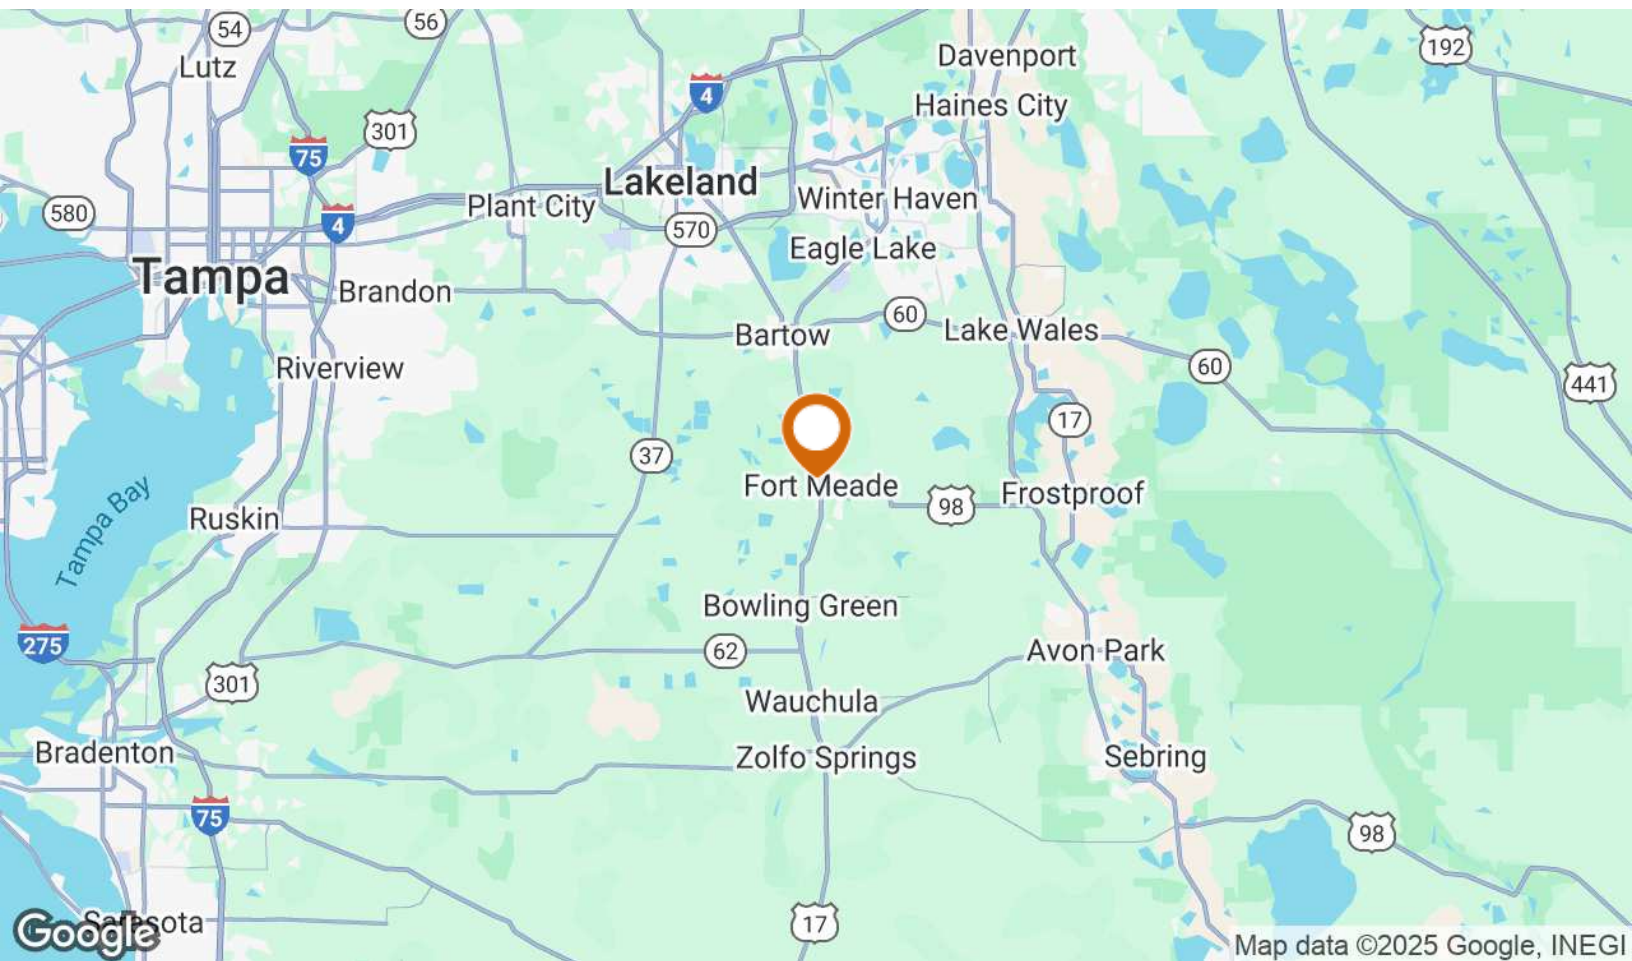 56
54
192
Davenport
Lutz
4
Haines City
301
75
Lakeland
Winter Haven
Plant City
580
4
570
Eagle Lake
Tampa
Brandon
60
Bartow
Lake Wales
Riverview
60
441
17
37
Fort Meade
Frostproof
98
Ruskin
Tampa Bay
Bowling Green
275
62
Avon Park
301
Wauchula
Bradenton
Zolfo Springs
Sebring
75
98
Sarasota
17
Google
Map data ©2025 Google, INEGI